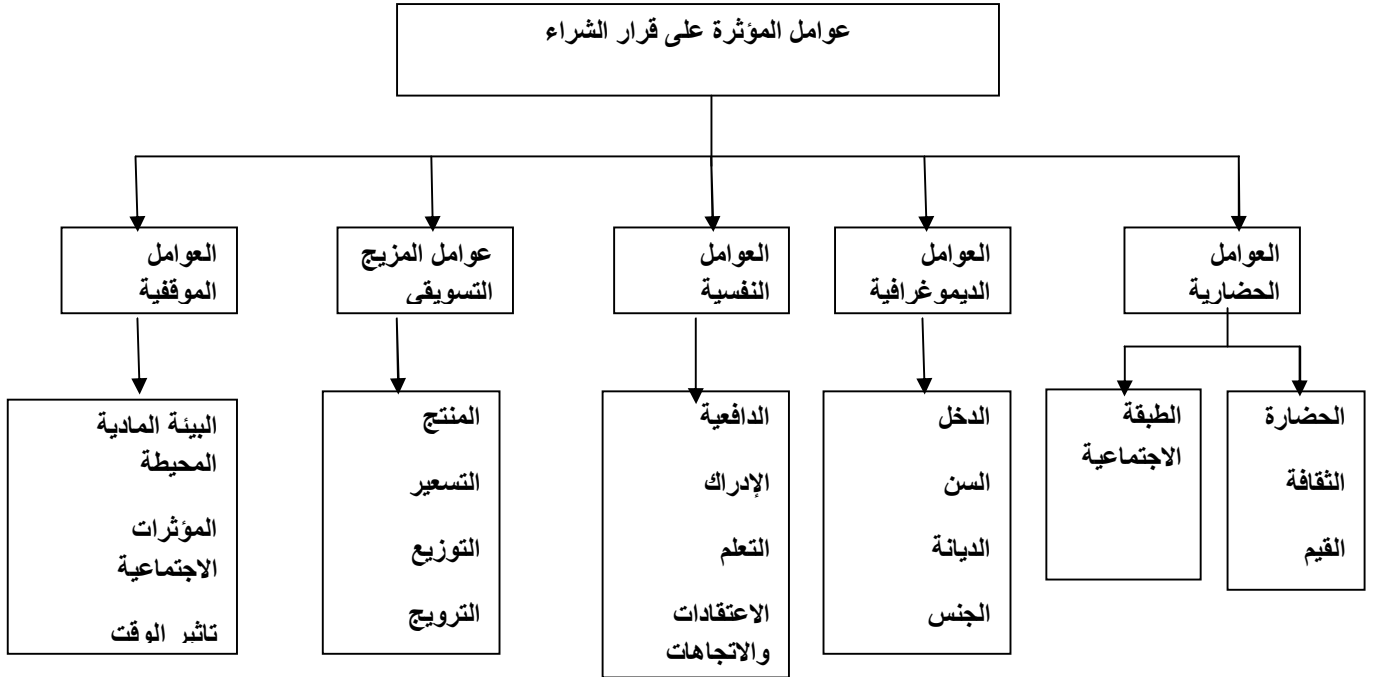 عوامل المؤثرة على قرار الشراء
العوامل
الحضارية
العوامل
الديموغرافية
العوامل
النفسية
عوامل المزيج
التسويقي
العوامل
الموقفية
الحضارة
الثقافة
القيم
الطبقة
الاجتماعية
الدخل
السن
الديانة
الجنس
الدافعية
الإدراك
التعلم
الاعتقادات
والاتجاهات
المنتج
التسعير
التوزيع
الترويج
البيئة المادية
المحيطة
المؤثرات
الاجتماعية
تاثير الوقت